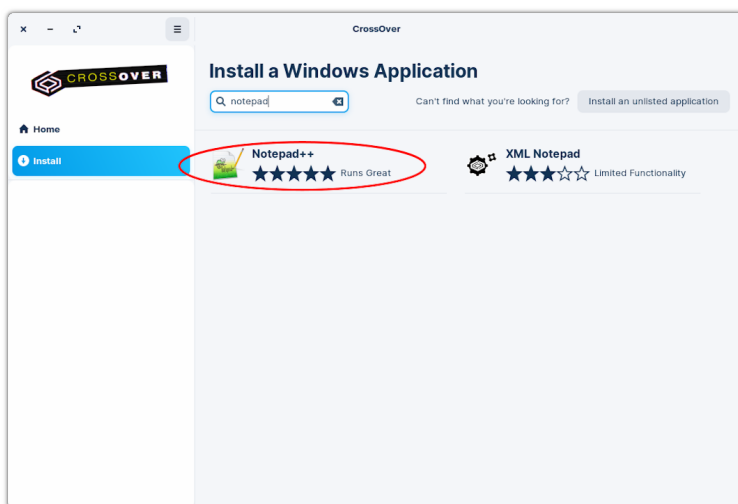 CrossOver
CROSSOVER
Home
Install
Install a Windows Application
notepad
Can't find what you're looking for?
Install an unlisted application
Notepad++
Runs Great
XML Notepad
Limited Functionality